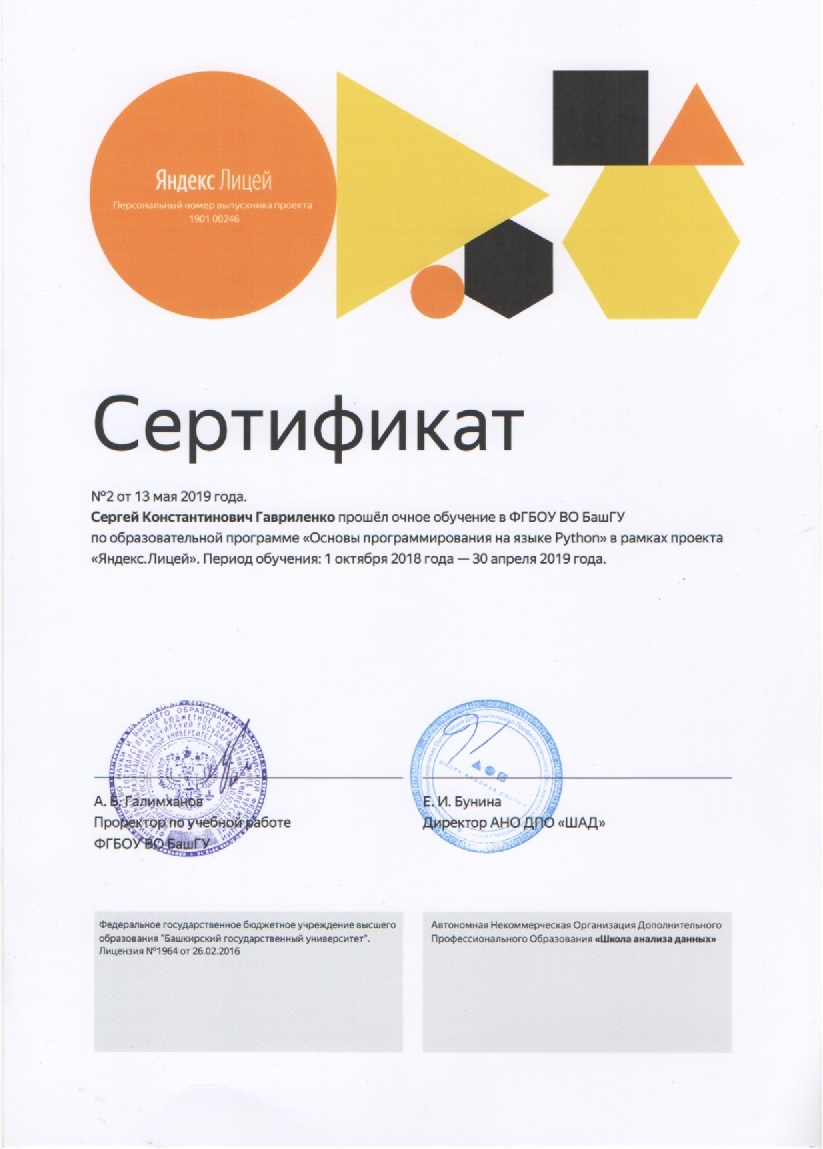 Яндекс Лицей
Персональный номер выпускника проекта
1901 00246
Сертификат
№2 от 13 мая 2019 года.
Сергей Константинович Гавриленко прошёл очное обучение в ФГБОУ ВО БашГУ
по образовательной программе «Основы программирования на языке Python» в рамках проекта
«Яндекс.Лицей». Период обучения: 1 октября 2018 года — 30 апреля 2019 года.
А. Б. Галимханов
Проректор по учебной работе
ФГБОУ ВО БашГУ
Е. И. Бунина
Директор АНО ДПО «ШАД»
Федеральное государственное бюджетное учреждение высшего
образования "Башкирский государственный университет".
Лицензия №1964 от 26.02.2016
Автономная Некоммерческая Организация Дополнительного
Профессионального Образования «Школа анализа данных»